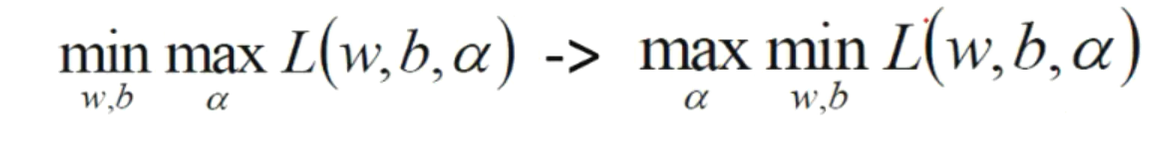 min max L(w,b,α) -> max min L(w,b,α)
w,b α α w,b